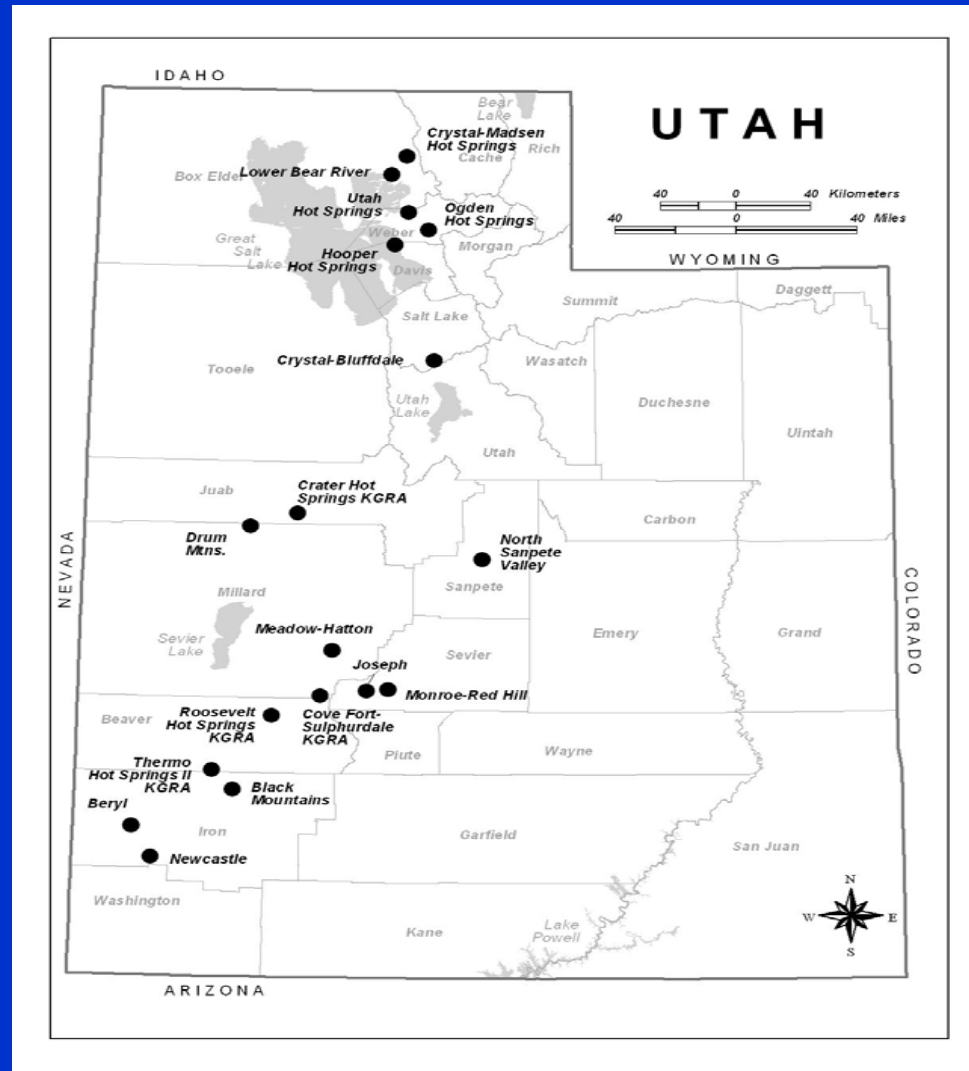 IDAHO
UTAH
Bear
Lake
Crystal-Madsen
Hot Springs
Cache
Rich
Lower Bear River
Box Elder
Utah
Hot Springs
Ogden
Hot Springs
40 0 40 Kilometers
40 0 40 Miles
Weber
Great
Salt
Lake
Hooper
Hot Springs
Morgan
Davis
WYOMING
Daggett
Summit
Salt Lake
Crystal-Bluffdale
Wasatch
Tooele
Utah
Lake
Duchesne
Uintah
Utah
Juab
Crater Hot
Springs KGRA
Carbon
Drum
Mtns.
North
Sanpete
Valley
NEVADA
Sanpete
COLORADO
Millard
Sevier
Lake
Meadow-Hatton
Emery
Grand
Sevier
Joseph
Monroe-Red Hill
Beaver
Roosevelt
Hot Springs
KGRA
Cove Fort-
Sulphurdale
KGRA
Piute
Wayne
Thermo
Hot Springs II
KGRA
Black
Mountains
Beryl
Iron
Garfield
San Juan
Newcastle
Washington
Kane
Lake
Powell
N
W E
S
ARIZONA